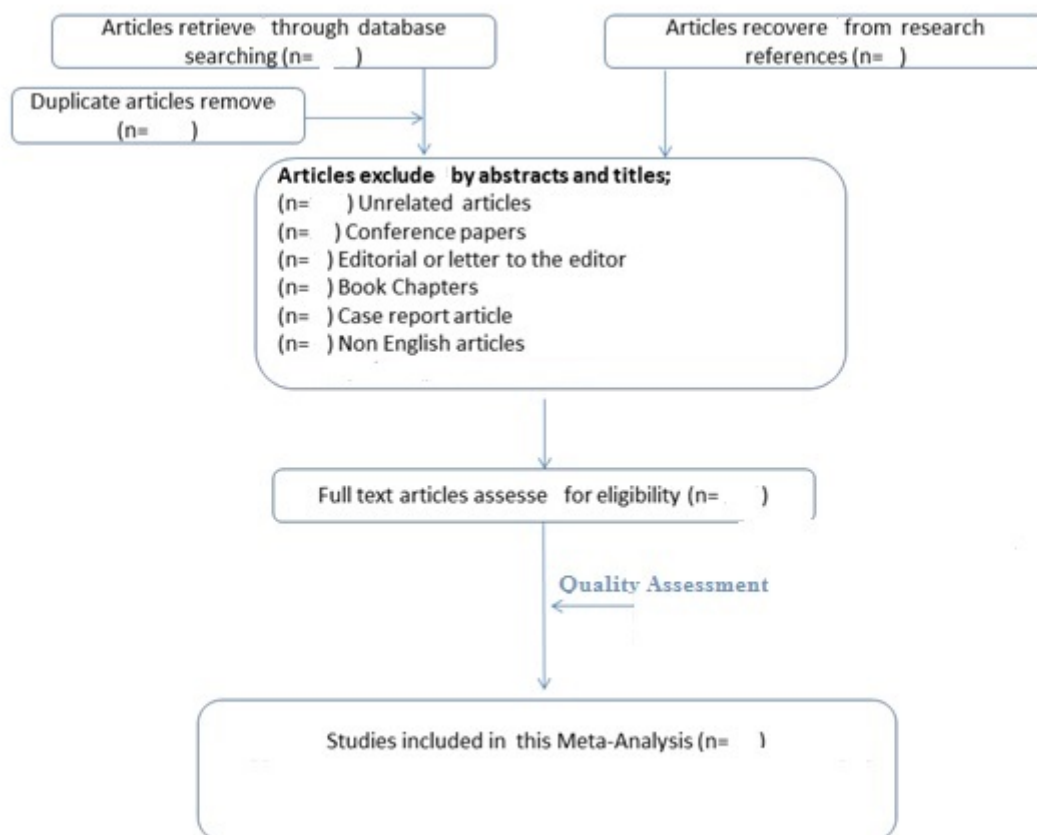 Articles retrieve through database
searching (n= )
Articles recovere from research
references (n= )
Duplicate articles remove
(n= )
Articles exclude by abstracts and titles;
(n= ) Unrelated articles
(n= ) Conference papers
(n= ) Editorial or letter to the editor
(n= ) Book Chapters
(n= ) Case report article
(n= ) Non English articles
Full text articles assesse for eligibility (n= )
Quality Assessment
Studies included in this Meta-Analysis (n= )